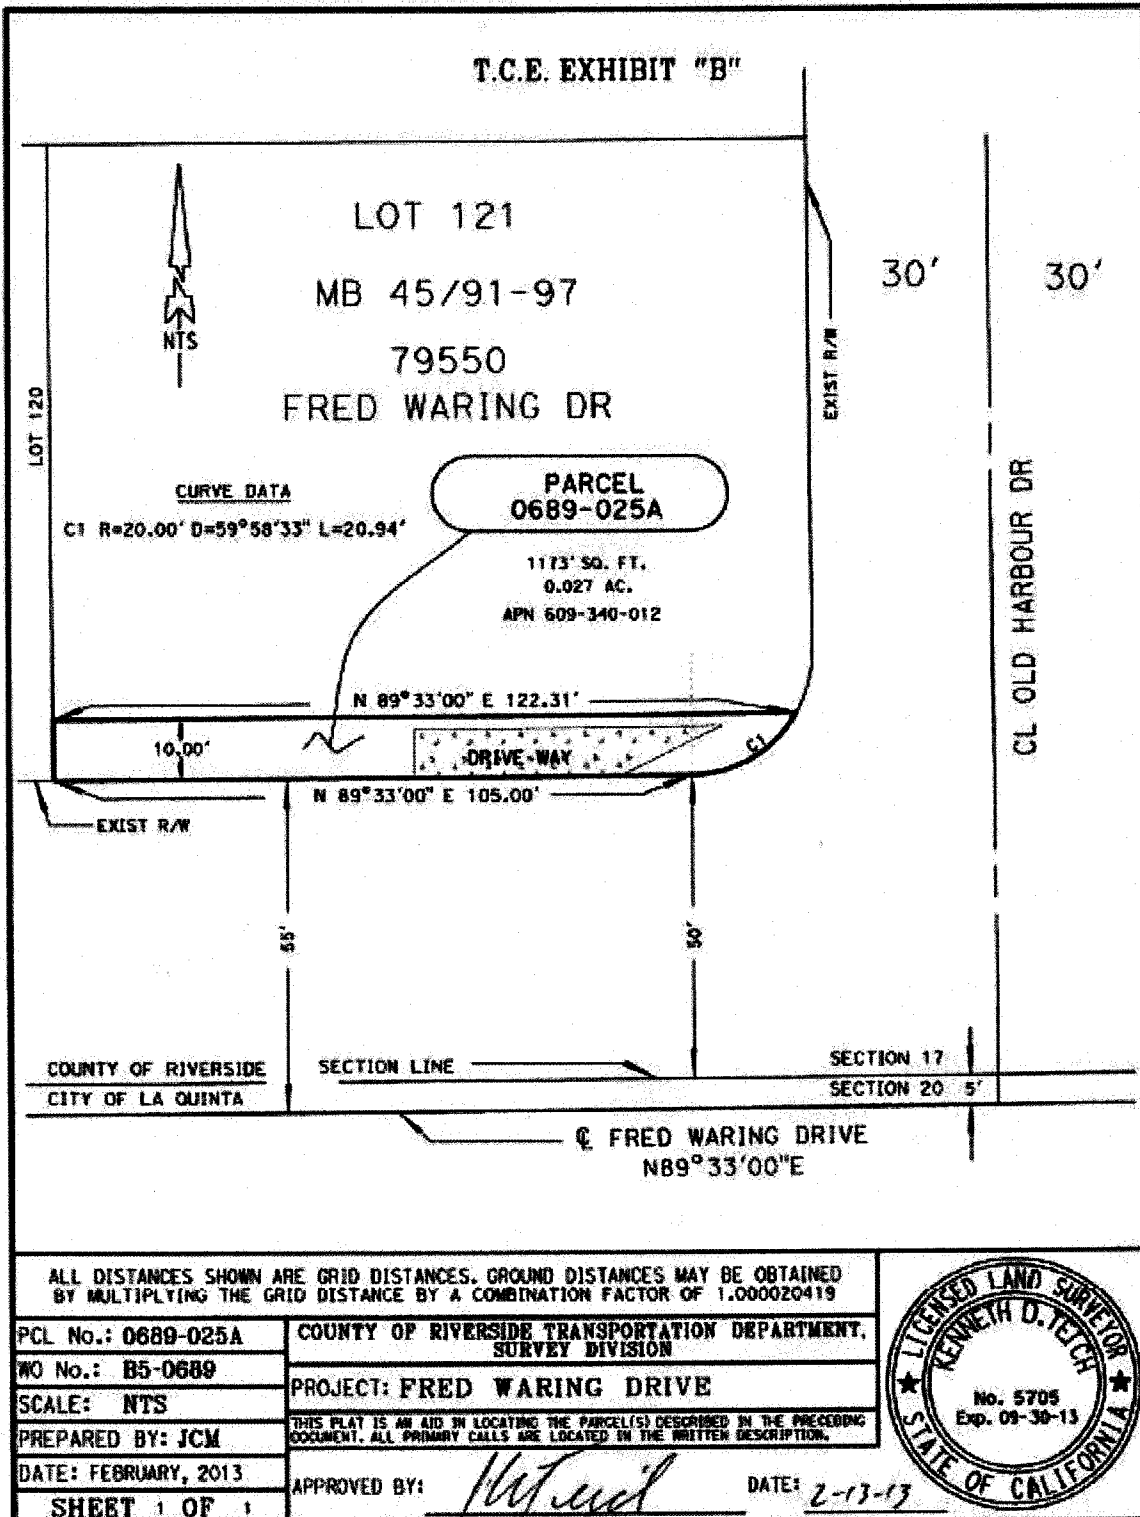 T.C.E. EXHIBIT "B"
LOT 121
MB 45/91-97
79550
FRED WARING DR
NTS
LOT 120
30'
30'
EXIST R/W
CURVE DATA
C1 R=20.00' D=59°58'33" L=20.94'
PARCEL
0689-025A
1173' SQ. FT.
0.027 AC.
APN 609-340-012
CL OLD HARBOUR DR
N 89°33'00" E 122.31'
10.00'
DRIVE-WAY
C1
N 89°33'00" E 105.00'
EXIST R/W
55'
50'
COUNTY OF RIVERSIDE
CITY OF LA QUINTA
SECTION LINE
SECTION 17
SECTION 20 5'
℄ FRED WARING DRIVE
N89°33'00"E
ALL DISTANCES SHOWN ARE GRID DISTANCES. GROUND DISTANCES MAY BE OBTAINED
BY MULTIPLYING THE GRID DISTANCE BY A COMBINATION FACTOR OF 1.000020419
PCL No.: 0689-025A
WO No.: B5-0689
SCALE: NTS
PREPARED BY: JCM
DATE: FEBRUARY, 2013
SHEET 1 OF 1
COUNTY OF RIVERSIDE TRANSPORTATION DEPARTMENT,
SURVEY DIVISION
PROJECT: FRED WARING DRIVE
THIS PLAT IS AN AID IN LOCATING THE PARCEL(S) DESCRIBED IN THE PRECEDING
DOCUMENT. ALL PRIMARY CALLS ARE LOCATED IN THE WRITTEN DESCRIPTION.
APPROVED BY:
DATE: 2-13-13
LICENSED LAND SURVEYOR
KENNETH D. TEICH
No. 5705
Exp. 09-30-13
STATE OF CALIFORNIA